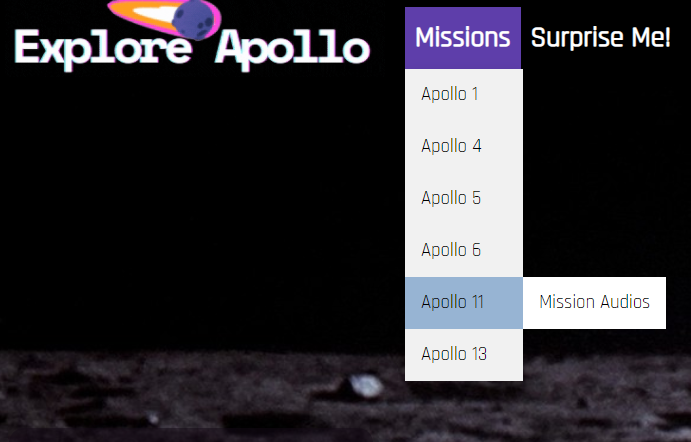 Explore Apollo
Missions
Surprise Me!
Apollo 1
Apollo 4
Apollo 5
Apollo 6
Apollo 11
Mission Audios
Apollo 13